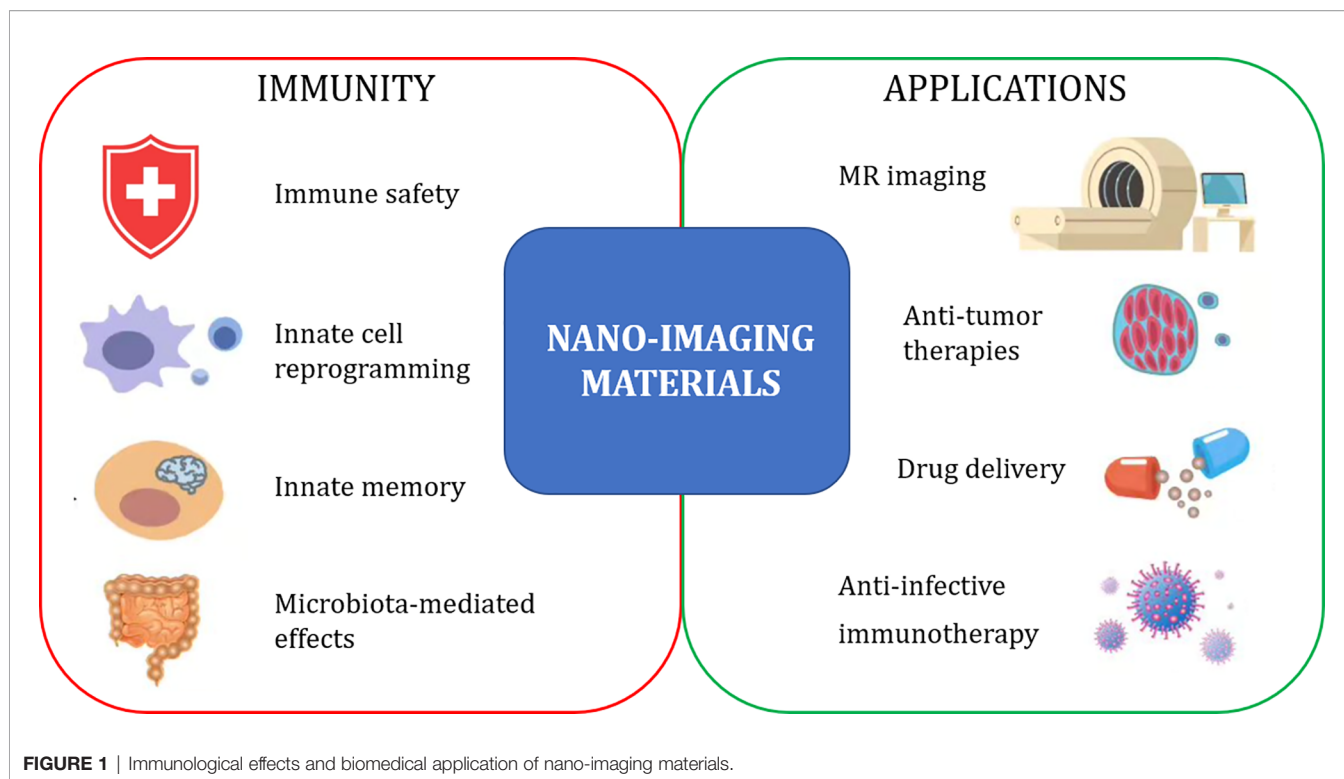 IMMUNITY
Immune safety
Innate cell
reprogramming
Innate memory
Microbiota-mediated
effects
NANO-IMAGING
MATERIALS
APPLICATIONS
MR imaging
Anti-tumor
therapies
Drug delivery
Anti-infective
immunotherapy
FIGURE 1 | Immunological effects and biomedical application of nano-imaging materials.